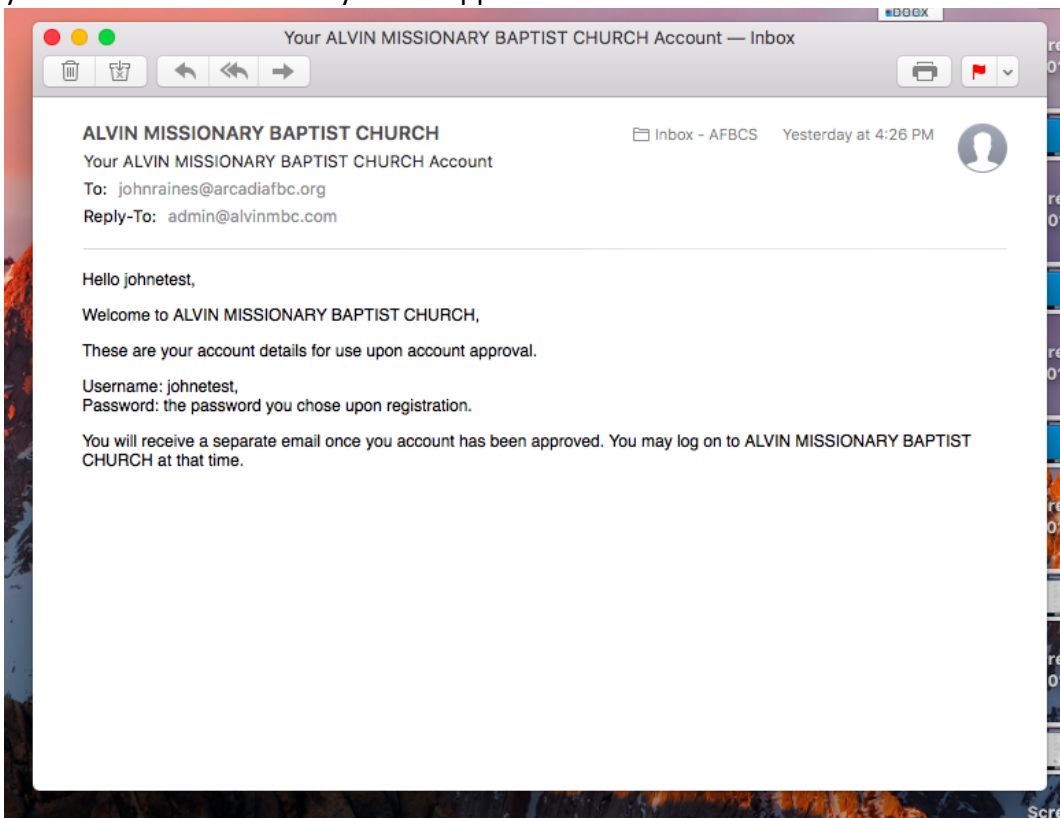 Your ALVIN MISSIONARY BAPTIST CHURCH Account — Inbox
ALVIN MISSIONARY BAPTIST CHURCH
Inbox - AFBCS Yesterday at 4:26 PM
Your ALVIN MISSIONARY BAPTIST CHURCH Account
To: johnraines@arcadiafbc.org
Reply-To: admin@alvinmbc.com
Hello johnetest,
Welcome to ALVIN MISSIONARY BAPTIST CHURCH,
These are your account details for use upon account approval.
Username: johnetest,
Password: the password you chose upon registration.
You will receive a separate email once you account has been approved. You may log on to ALVIN MISSIONARY BAPTIST
CHURCH at that time.